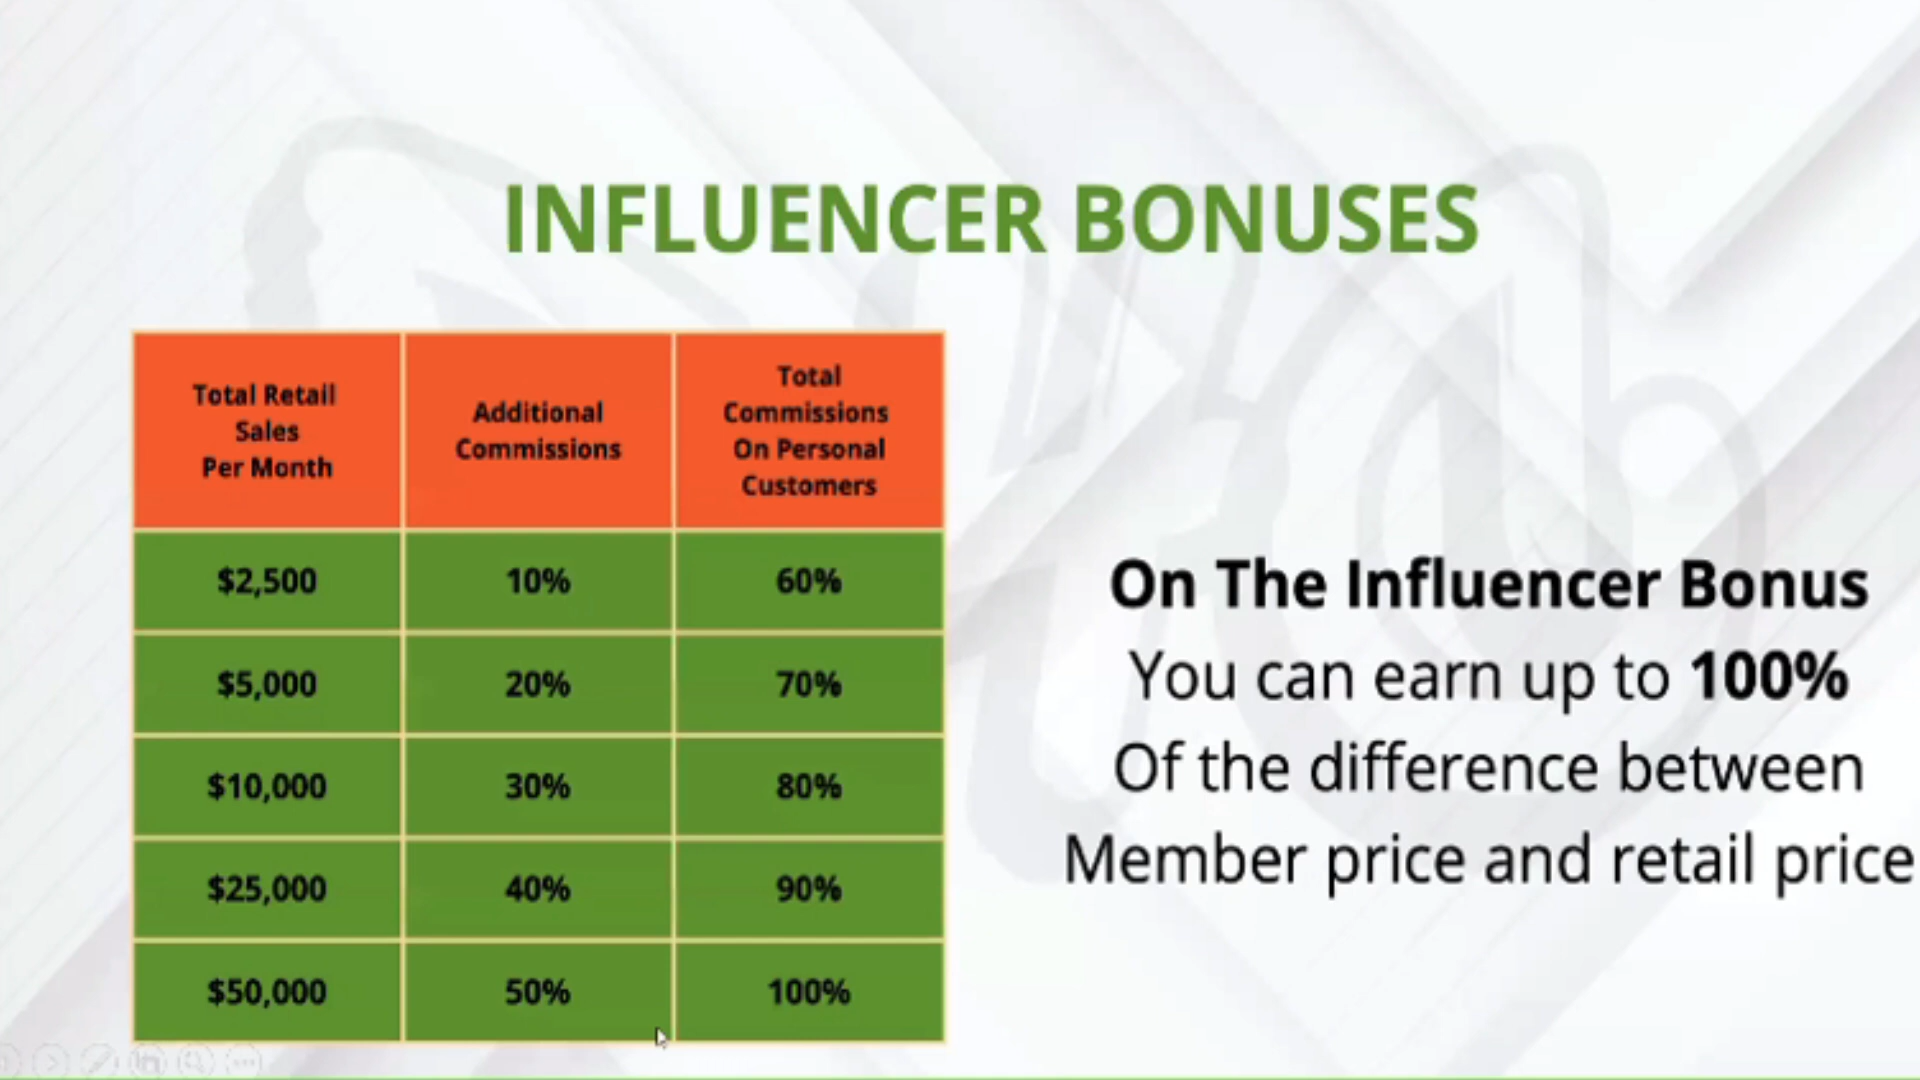 INFLUENCER BONUSES
Total Retail
Sales
Per Month
Additional
Commissions
Total
Commissions
On Personal
Customers
$2,500
10%
60%
$5,000
20%
70%
$10,000
30%
80%
$25,000
40%
90%
$50,000
50%
100%
On The Influencer Bonus
You can earn up to 100%
Of the difference between
Member price and retail price